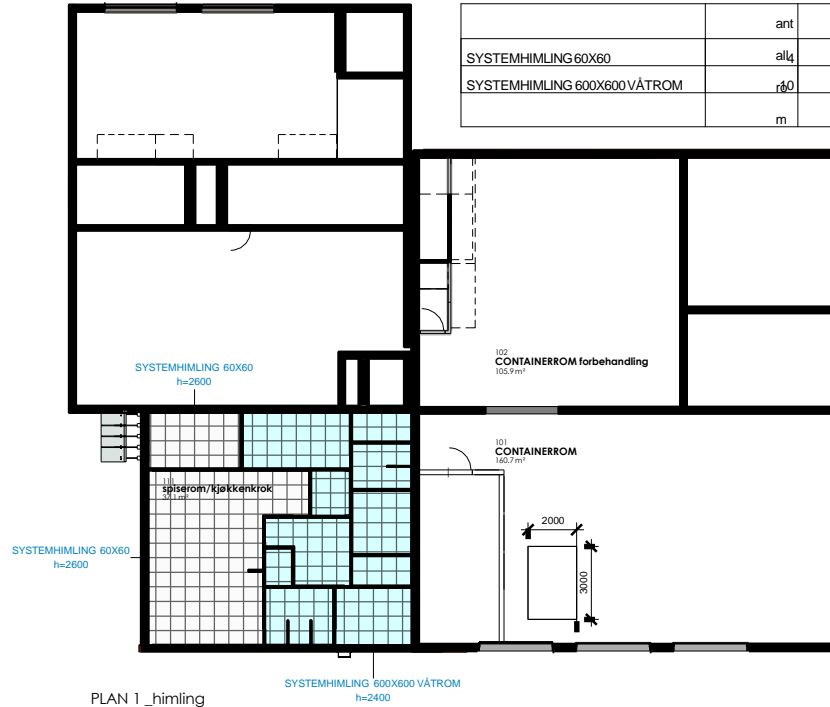 ant
SYSTEMHIMLING 60X60 all 4
SYSTEMHIMLING 600X600 VÅTROM 10
m
102
CONTAINERROM forbehandling
105.9 m²
SYSTEMHIMLING 60X60
h=2600
101
CONTAINERROM
160.7 m²
111
spiserom/kjøkkenkrok
2000
3000
SYSTEMHIMLING 60X60
h=2600
SYSTEMHIMLING 600X600 VÅTROM
h=2400
PLAN 1 _himling